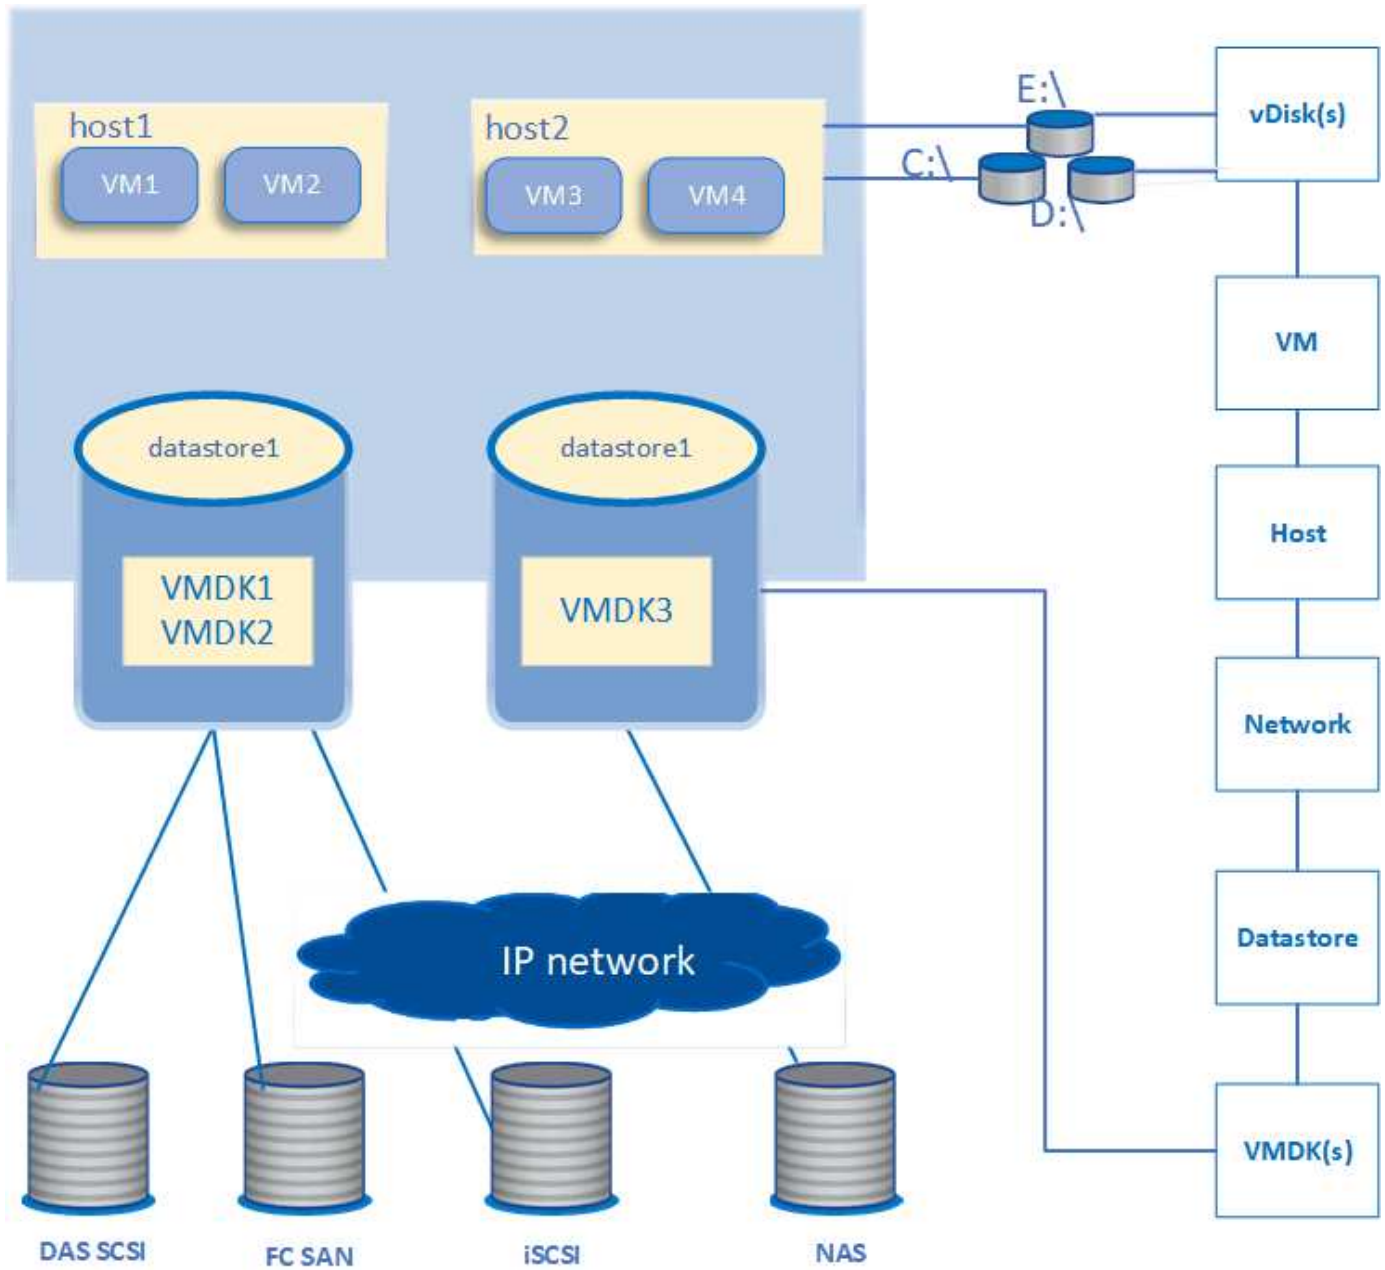 E:\
vDisk(s)
host1
host2
C:\
VM1
VM2
VM3
VM4
D:\
VM
datastore1
datastore1
Host
VMDK1
VMDK2
VMDK3
Network
IP network
Datastore
VMDK(s)
DAS SCSI
FC SAN
iSCSI
NAS